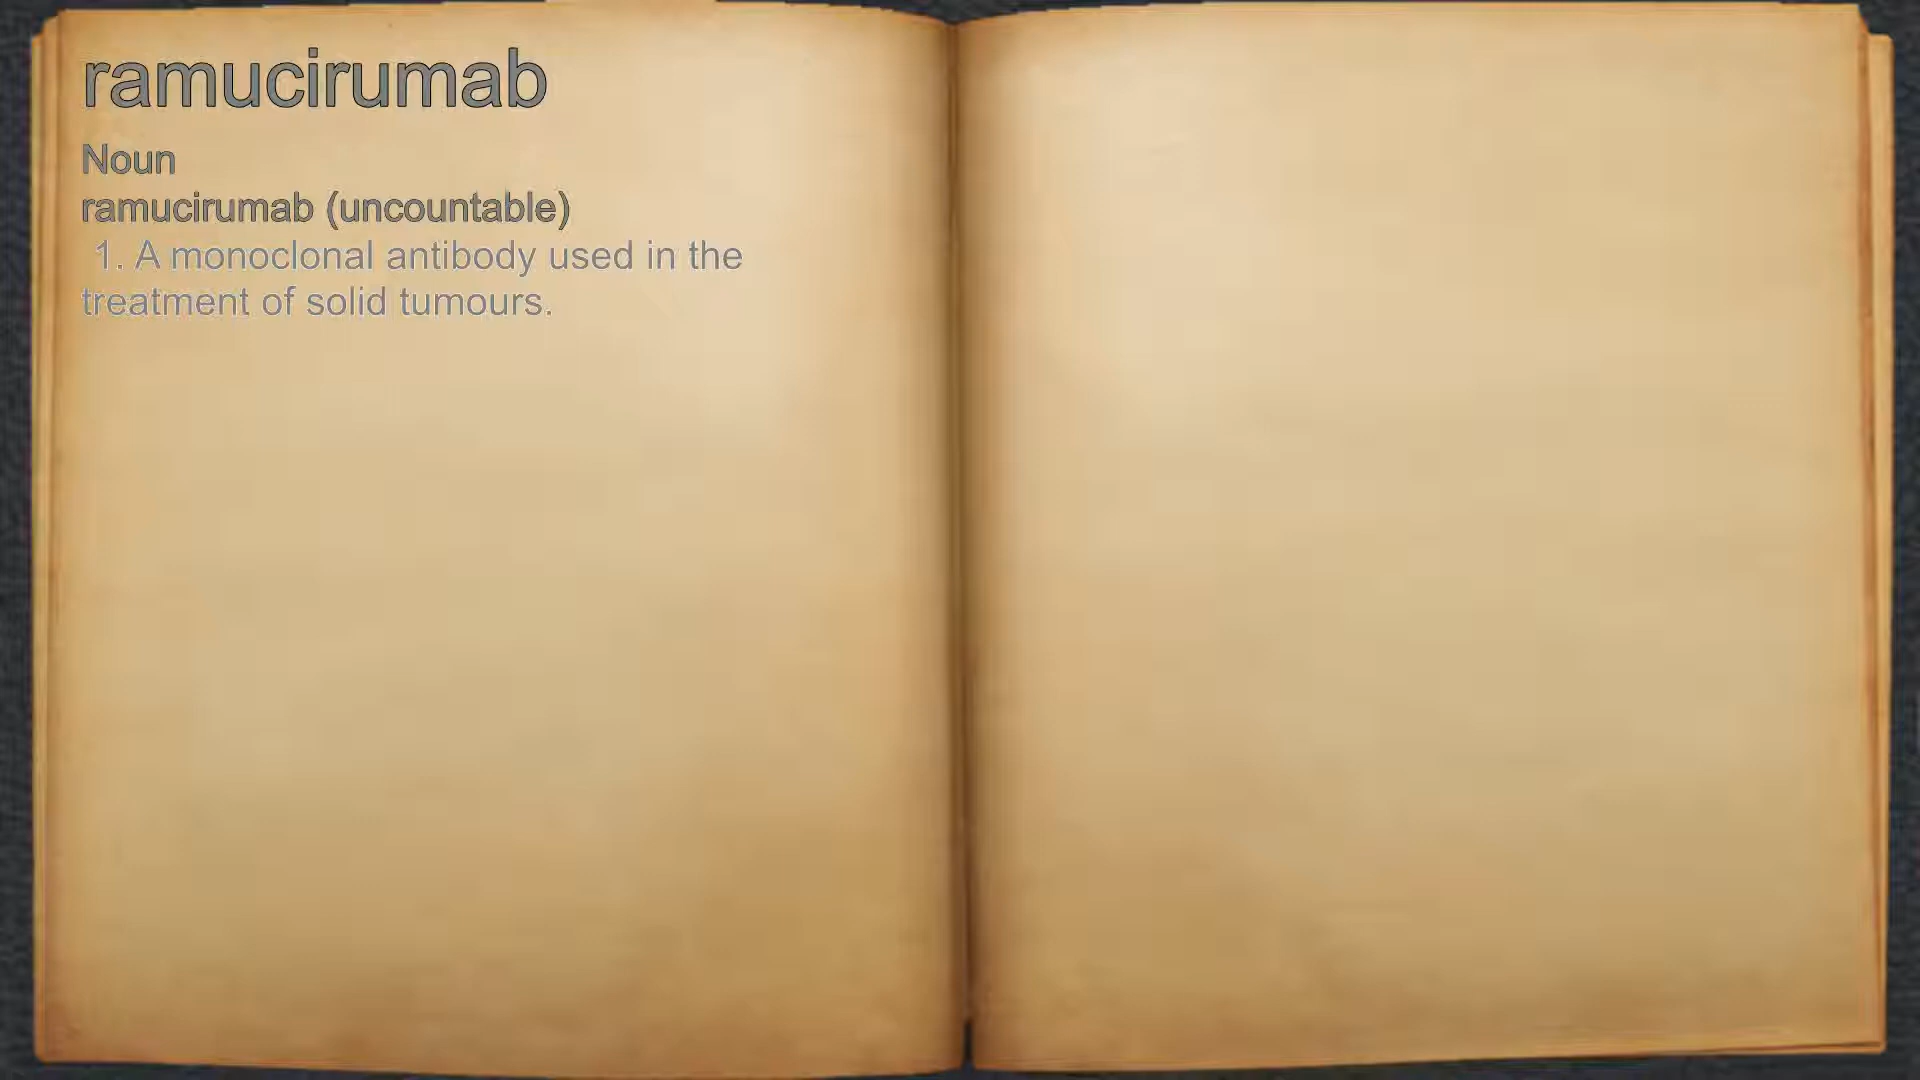 ramucirumab
Noun
ramucirumab (uncountable)
1. A monoclonal antibody used in the
treatment of solid tumours.